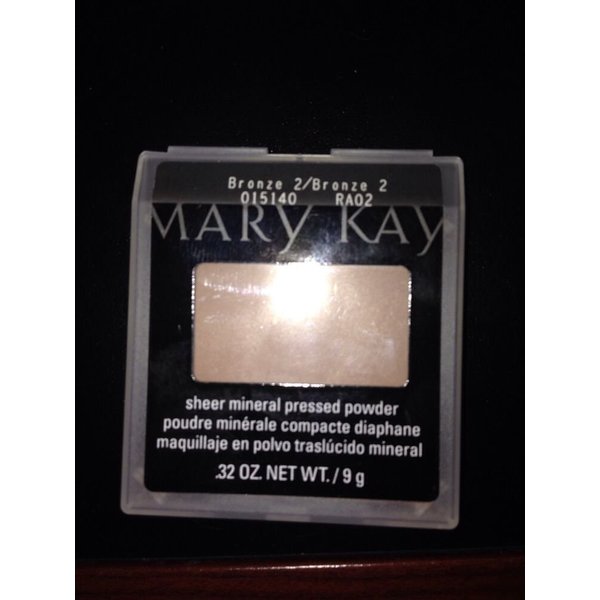 Bronze 2/Bronze 2
015140 RA02
MARY KAY
sheer mineral pressed powder
poudre minérale compacte diaphane
maquillaje en polvo traslúcido mineral
.32 OZ. NET WT. / 9 g